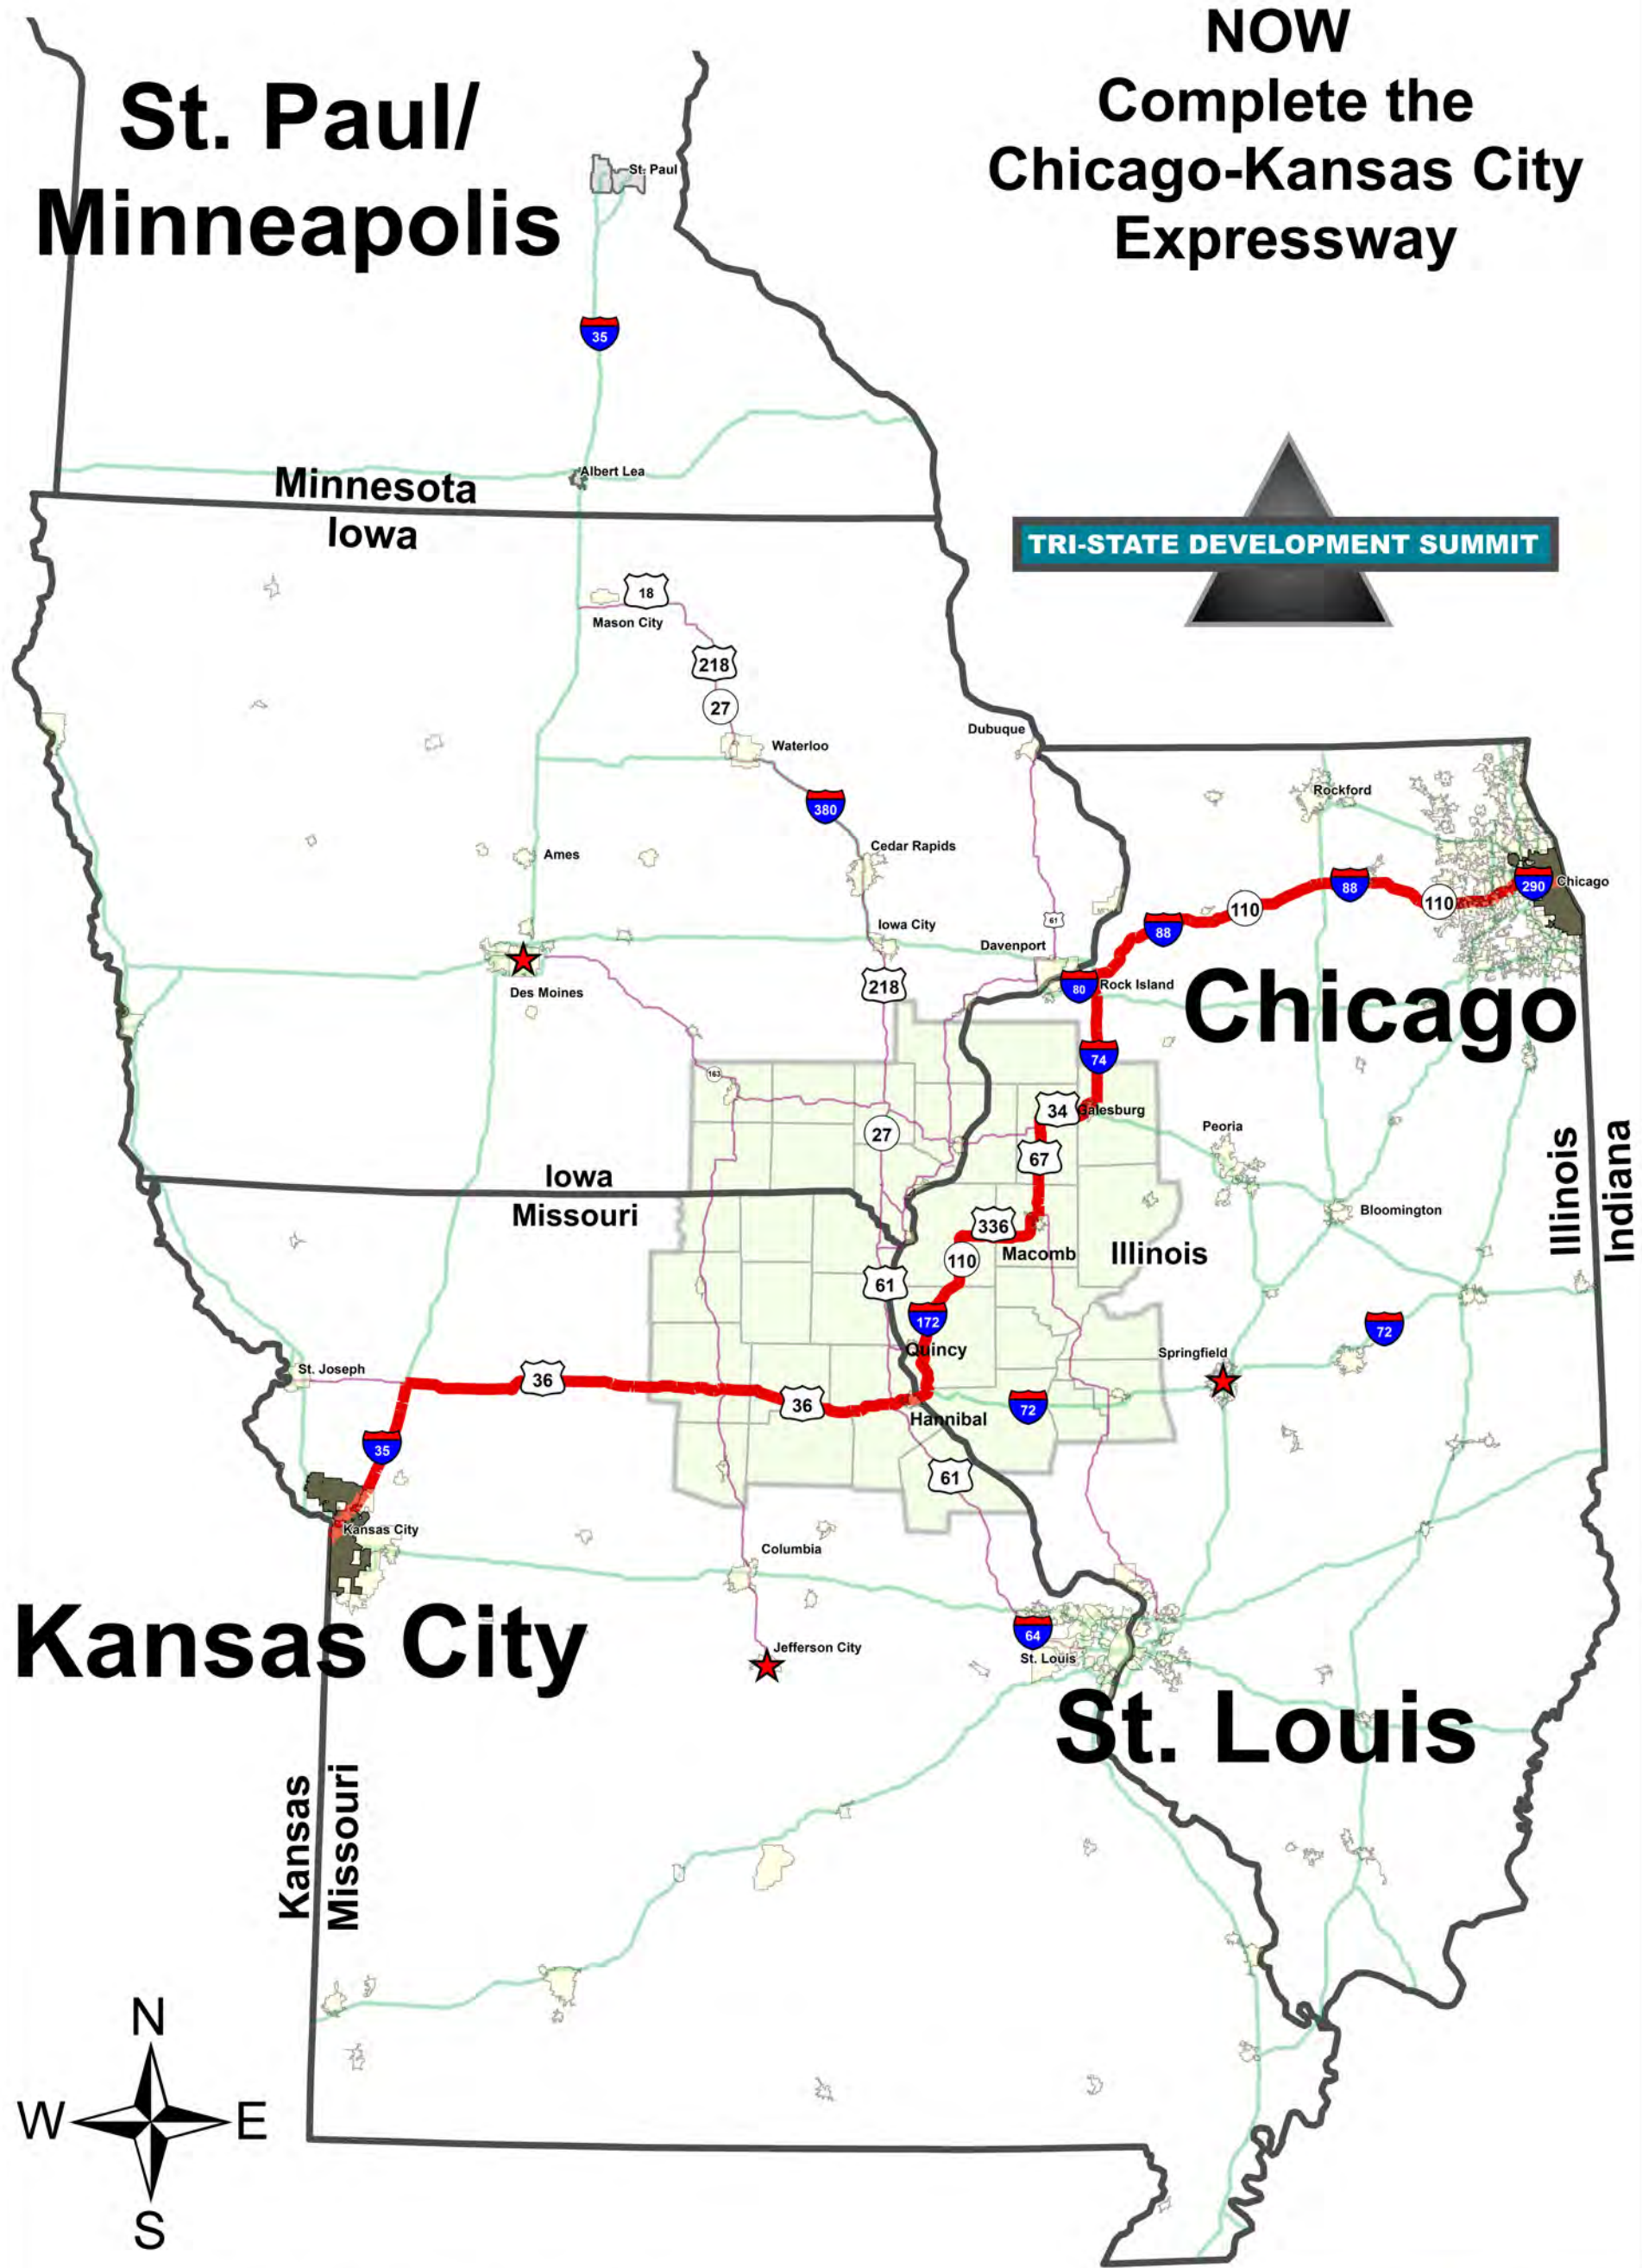 NOW
Complete the
Chicago-Kansas City
Expressway
St. Paul/
Minneapolis
St. Paul
35
Albert Lea
Minnesota
Iowa
TRI-STATE DEVELOPMENT SUMMIT
18
Mason City
218
27
Waterloo
Dubuque
380
Rockford
Cedar Rapids
Ames
88
290
Chicago
110
110
61
Iowa City
88
Davenport
Des Moines
218
80
Rock Island
Chicago
74
163
34
Galesburg
27
Peoria
67
Iowa
Missouri
Illinois
Indiana
336
Bloomington
110
Macomb
Illinois
61
172
72
Quincy
Springfield
St. Joseph
36
36
72
Hannibal
35
61
Kansas City
Columbia
Kansas City
64
St. Louis
Jefferson City
St. Louis
Kansas
Missouri
N
W
E
S